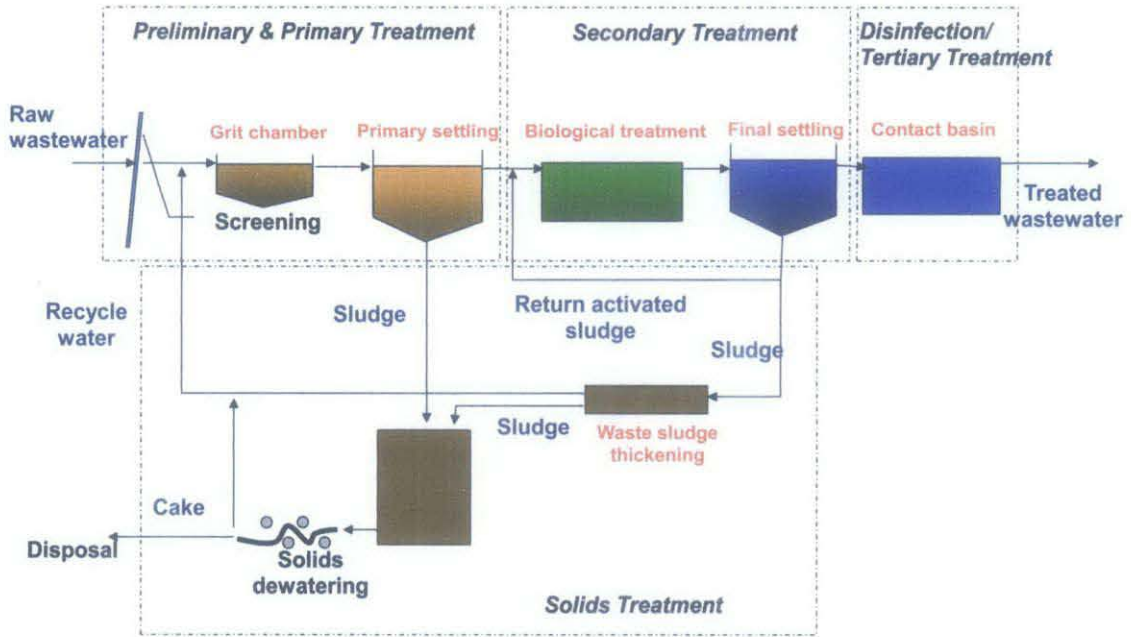 Preliminary & Primary Treatment
Secondary Treatment
Disinfection/
Tertiary Treatment
Raw
wastewater
Grit chamber
Primary settling
Biological treatment
Final settling
Contact basin
Screening
Treated
wastewater
Recycle
water
Sludge
Return activated
sludge
Sludge
Sludge
Waste sludge
thickening
Cake
Disposal
Solids
dewatering
Solids Treatment